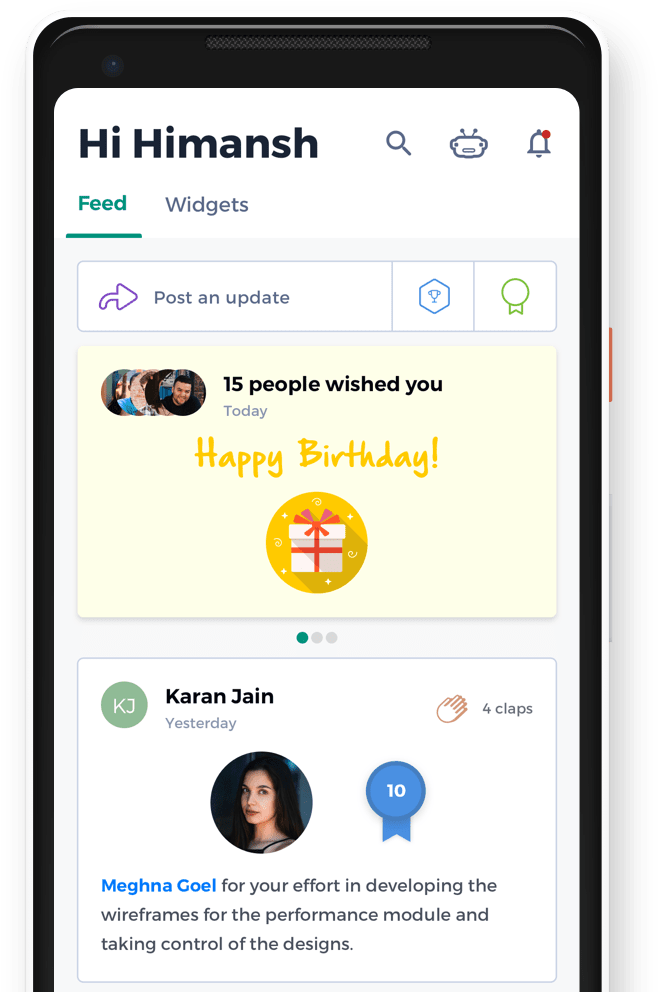 Hi Himansh
Feed Widgets
Post an update
15 people wished you
Today
Happy Birthday!
KJ Karan Jain
Yesterday
4 claps
10
Meghna Goel for your effort in developing the
wireframes for the performance module and
taking control of the designs.